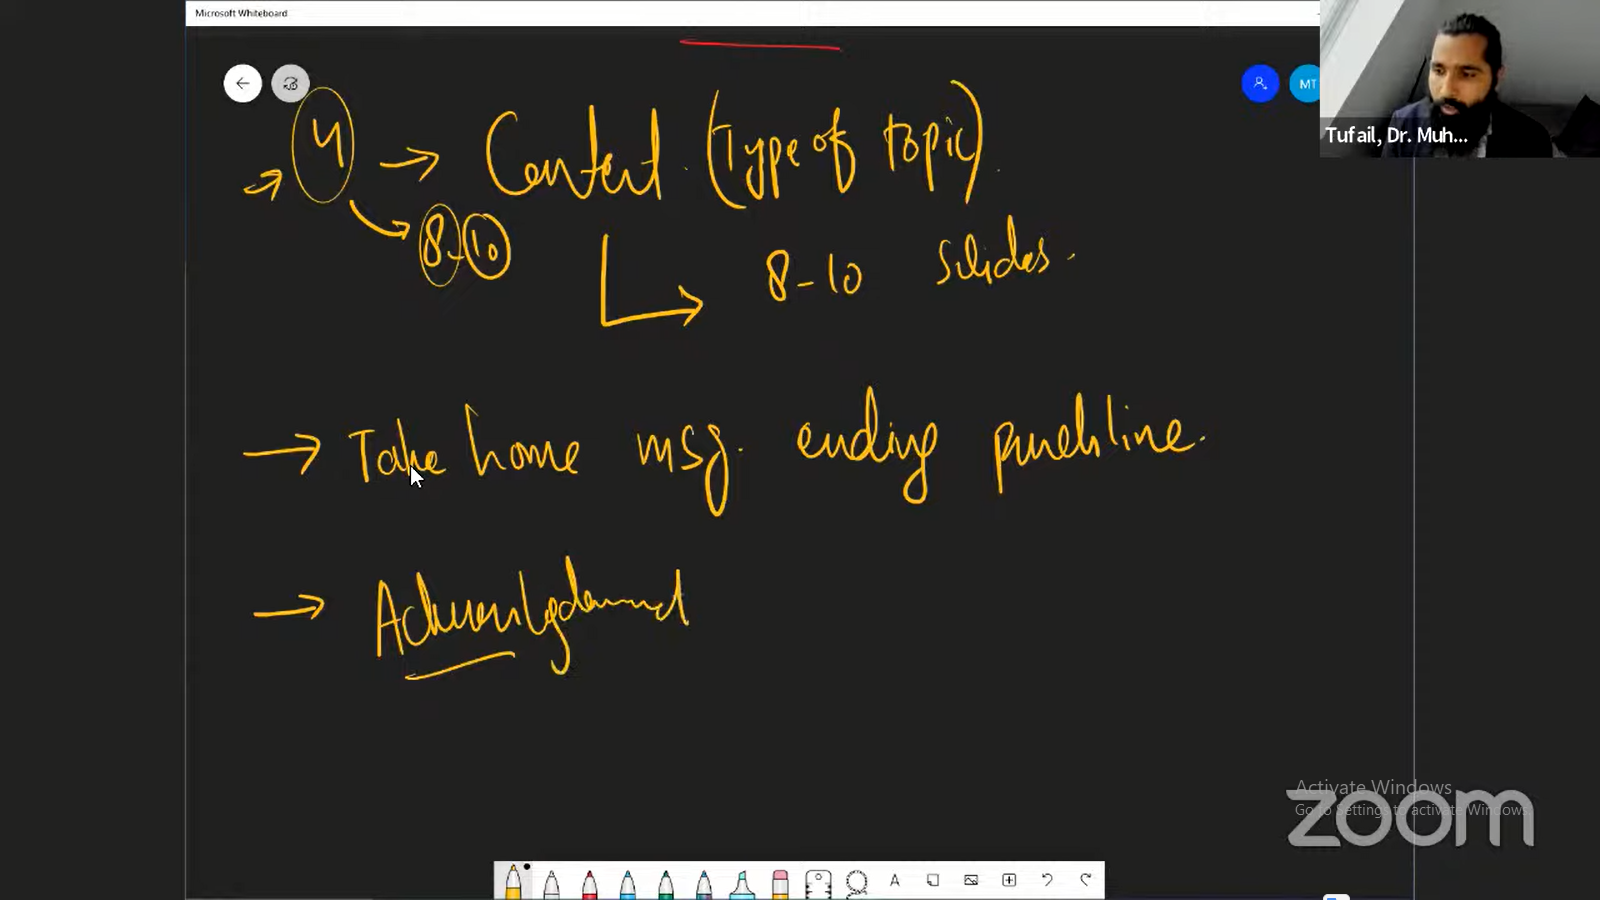 Microsoft Whiteboard
MT
Tufail, Dr. Muh...
→ 4 → Content. (Type of topic).
8-10
8-10 Slides.
→ Take home msg. ending punchline.
→ Acknowledgement
Activate Windows
Go to Settings to activate Windows.
zoom
A